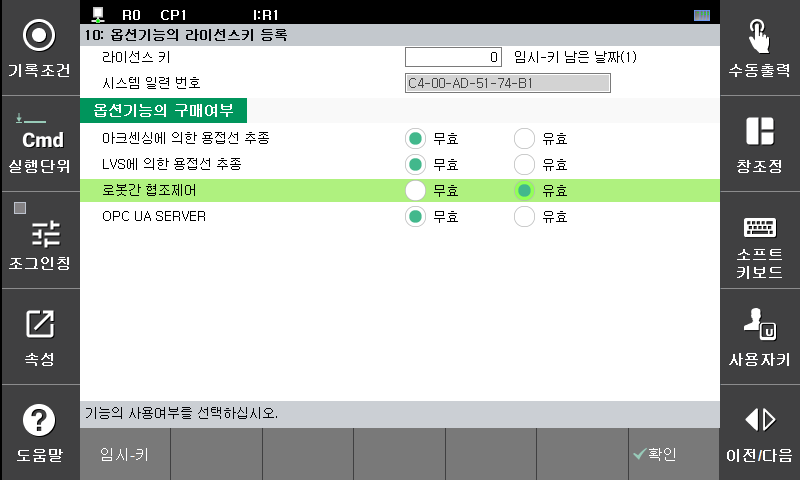 R0 CP1 I:R1
10: 옵션기능의 라이선스키 등록
라이선스 키 0 임시-키 남은 날짜(1)
시스템 일련 번호 C4-00-AD-51-74-B1
옵션기능의 구매여부
아크센싱에 의한 용접선 추종 무효 유효
LVS에 의한 용접선 추종 무효 유효
로봇간 협조제어 무효 유효
OPC UA SERVER 무효 유효
기능의 사용여부를 선택하십시오.
임시-키 확인
기록조건
Cmd
실행단위
조그인칭
속성
?
도움말
수동출력
창조정
소프트
키보드
U
사용자키
이전/다음